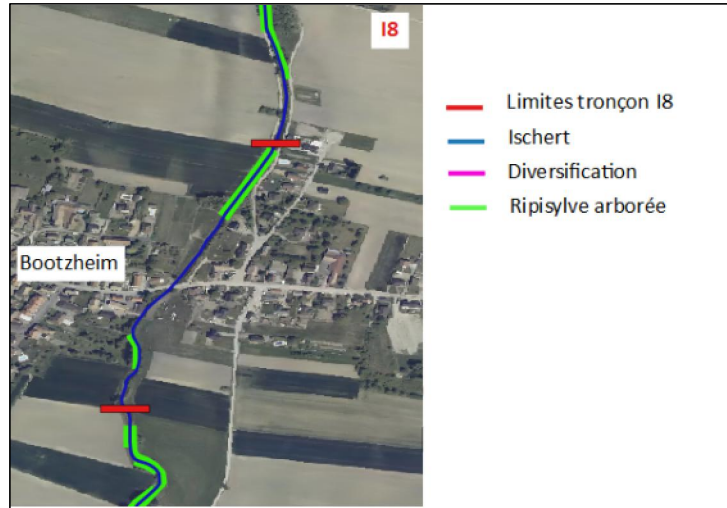 I8
Limites tronçon I8
Ischert
Diversification
Ripisylve arborée
Bootzheim